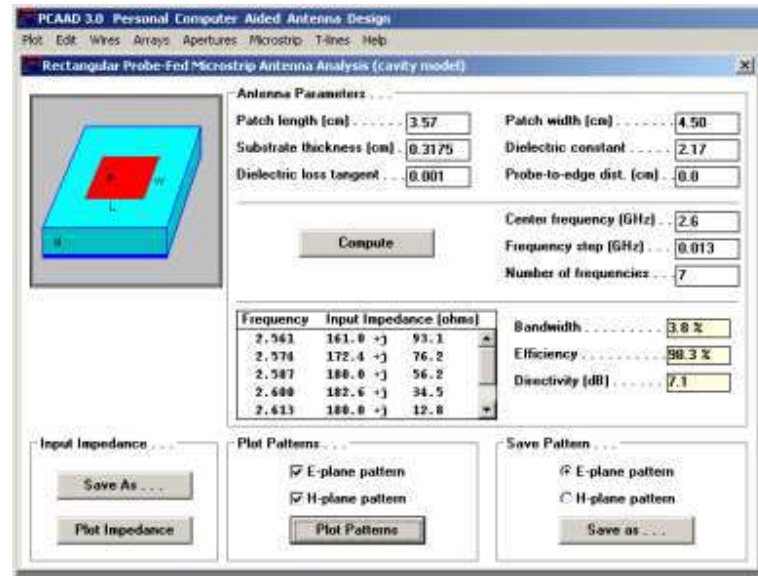 PCAAD 3.0 Personal Computer Aided Antenna Design
Plot Edit Wires Arrays Apertures Microstrip T-lines Help
Rectangular Probe-Fed Microstrip Antenna Analysis (cavity model)
Antenna Parameters . . .
Patch length (cm) . . . . . . 3.57
Patch width (cm) . . . . . . . 4.50
Substrate thickness (cm) . 0.3175
Dielectric constant . . . . . 2.17
Dielectric loss tangent . . . 0.001
Probe-to-edge dist. (cm) . . 0.0
W
L
Center frequency (GHz) . . 2.6
Compute
Frequency step (GHz) . . . 0.013
Number of frequencies . . . 7
Frequency Input Impedance (ohms)
2.561 161.0 +j 93.1
2.574 172.4 +j 76.2
2.587 180.0 +j 56.2
2.600 182.6 +j 34.5
2.613 180.0 +j 12.8
Bandwidth . . . . . . . . . 3.8 %
Efficiency . . . . . . . . . . 98.3 %
Directivity (dB) . . . . . . 7.1
Input Impedance . . .
Save As . . .
Plot Impedance
Plot Patterns . . .
E-plane pattern
H-plane pattern
Plot Patterns
Save Pattern . . .
E-plane pattern
H-plane pattern
Save as . . .